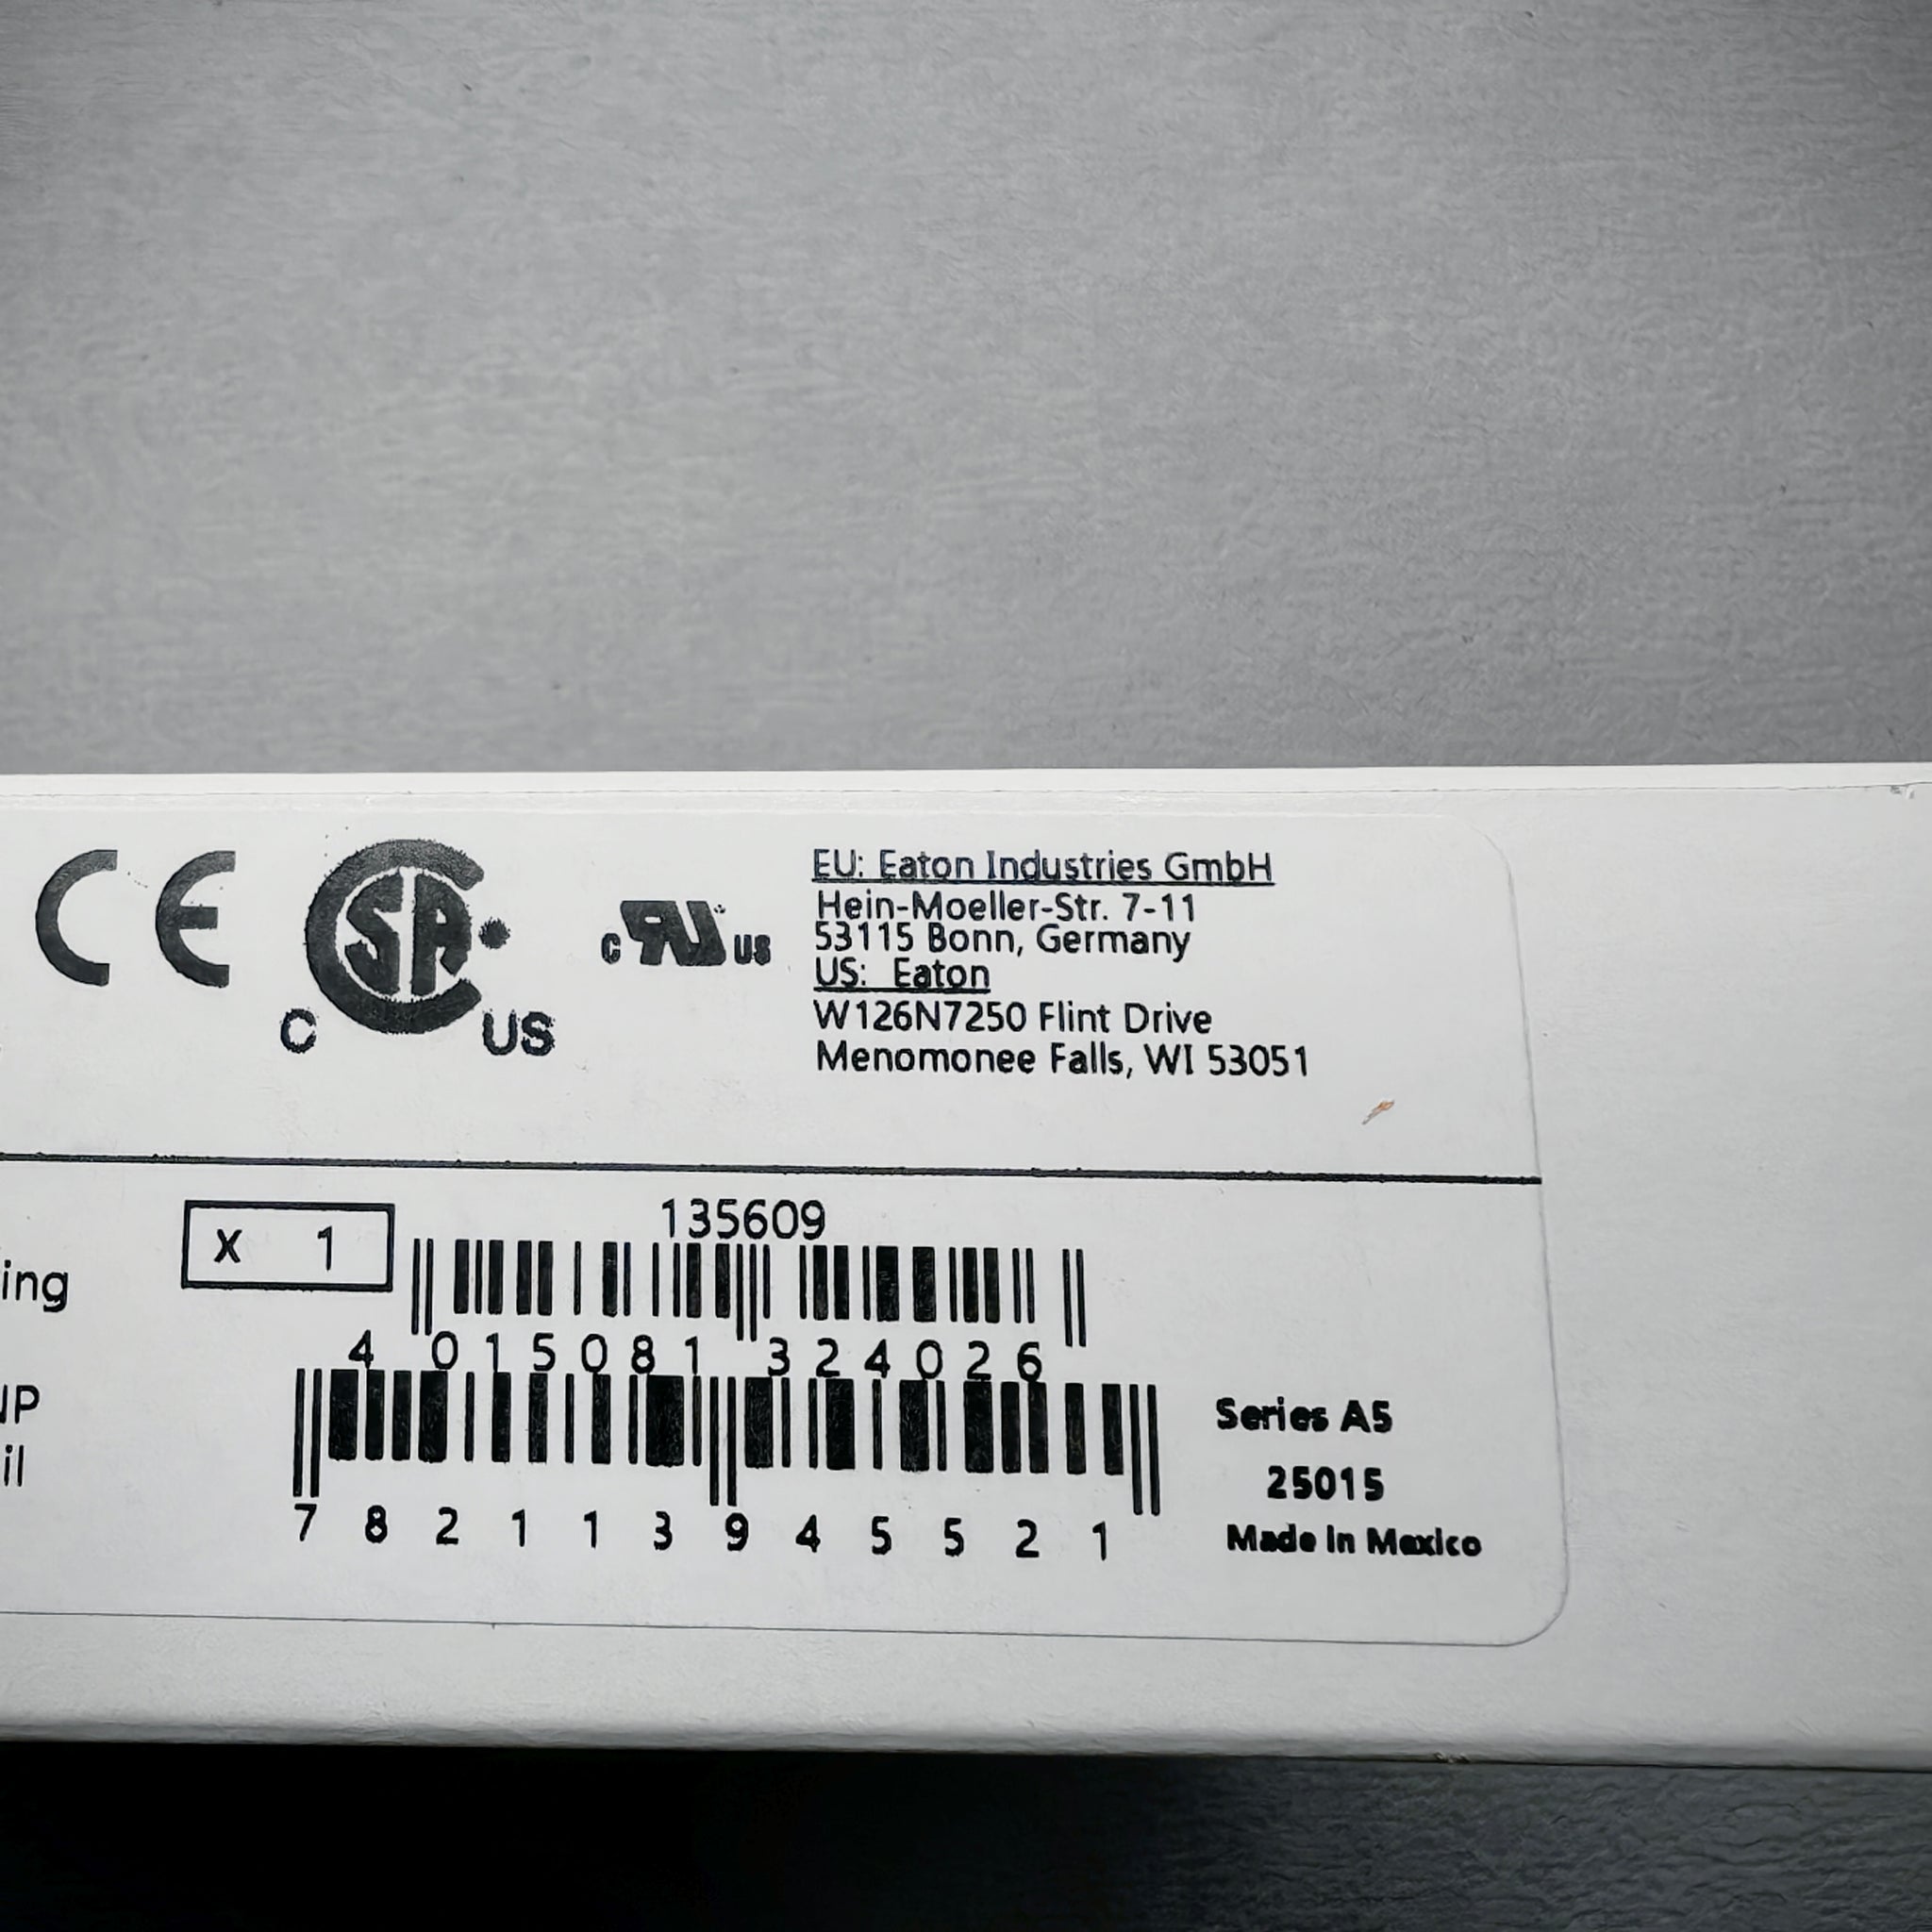 CE
CSA
C US
c RU US
EU: Eaton Industries GmbH
Hein-Moeller-Str. 7-11
53115 Bonn, Germany
US: Eaton
W126N7250 Flint Drive
Menomonee Falls, WI 53051
x 1
135609
ing
4 015081 324026
IP
il
7 8 2 1 1 3 9 4 5 5 2 1
Series A5
25015
Made In Mexico